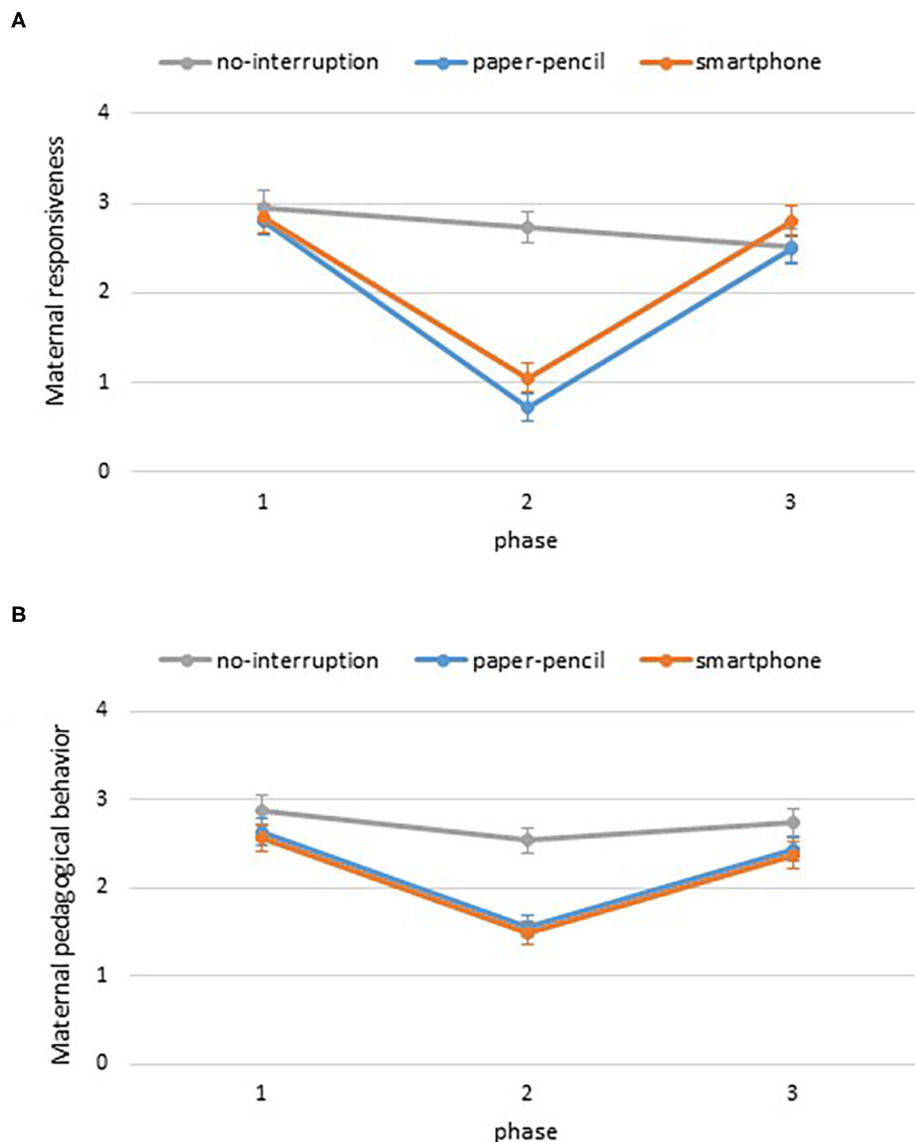 A
no-interruption paper-pencil smartphone
Maternal responsiveness
4
3
2
1
0
1 2 3
phase
B
no-interruption paper-pencil smartphone
Maternal pedagogical behavior
4
3
2
1
0
1 2 3
phase